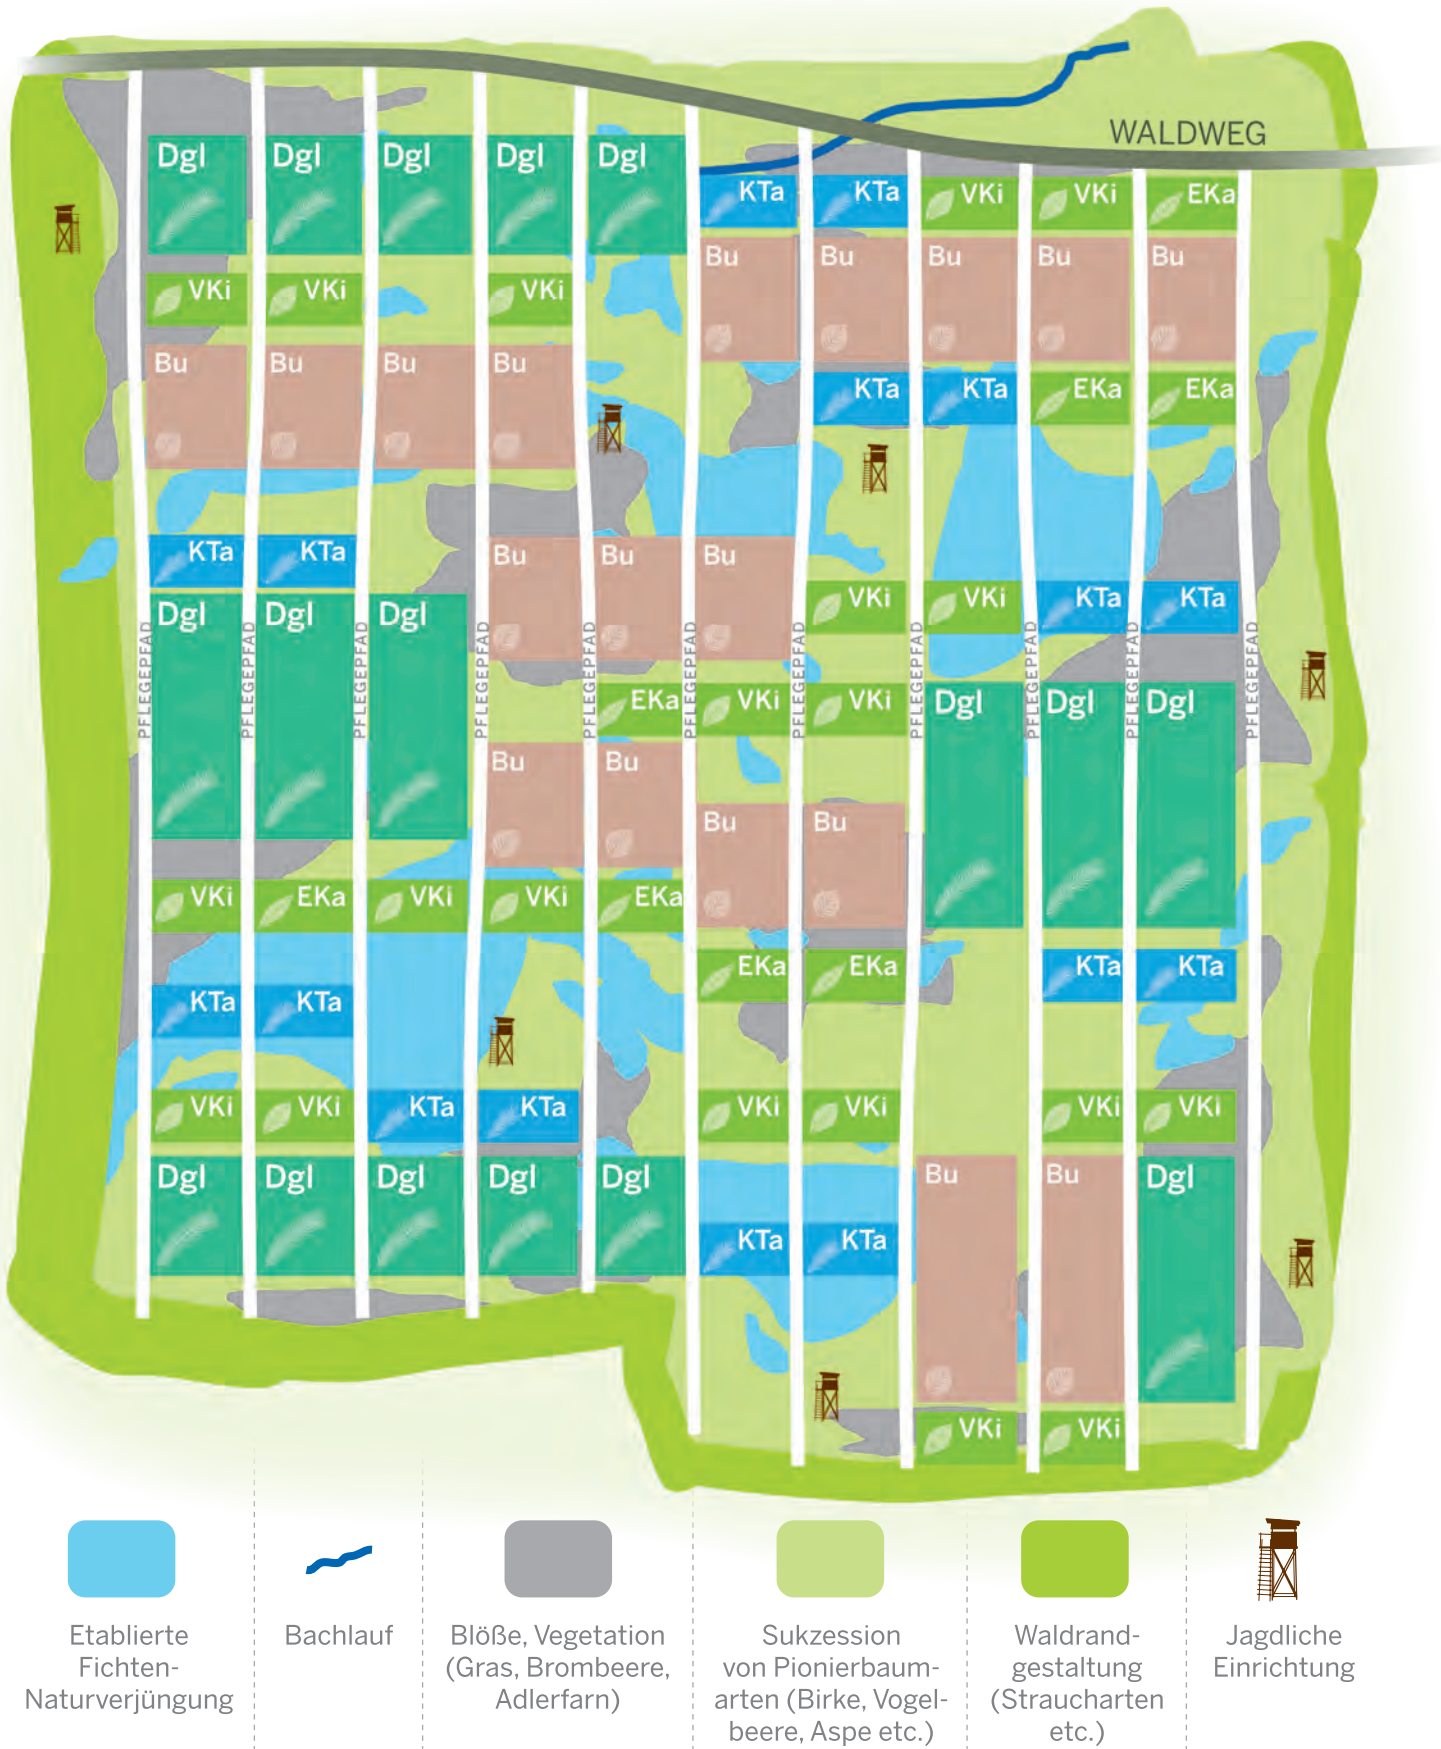 WALDWEG
Dgl Dgl Dgl Dgl Dgl
KTa KTa VKi VKi EKa
Bu Bu Bu Bu Bu
VKi VKi VKi
Bu Bu Bu Bu
KTa KTa EKa EKa
KTa KTa
Bu Bu Bu
Dgl Dgl Dgl
VKi VKi KTa KTa
PFLEGEPFAD PFLEGEPFAD PFLEGEPFAD PFLEGEPFAD PFLEGEPFAD PFLEGEPFAD PFLEGEPFAD PFLEGEPFAD PFLEGEPFAD PFLEGEPFAD PFLEGEPFAD
EKa VKi VKi Dgl Dgl Dgl
Bu Bu
Bu Bu
VKi EKa VKi VKi EKa
EKa EKa KTa KTa
KTa KTa
VKi VKi KTa KTa VKi VKi VKi VKi
Dgl Dgl Dgl Dgl Dgl Bu Bu Dgl
KTa KTa
VKi VKi
Etablierte
Fichten-
Naturverjüngung
Bachlauf
Blöße, Vegetation
(Gras, Brombeere,
Adlerfarn)
Sukzession
von Pionierbaum-
arten (Birke, Vogel-
beere, Aspe etc.)
Waldrand-
gestaltung
(Straucharten
etc.)
Jagdliche
Einrichtung